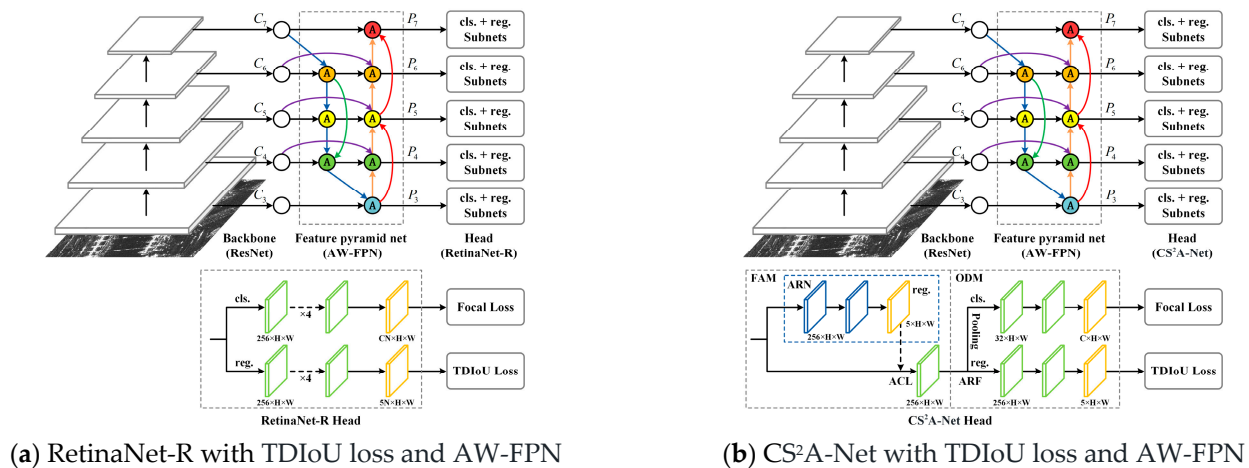 C7 P7 cls. + reg.
Subnets
C6 A A P6 cls. + reg.
Subnets
C5 A A P5 cls. + reg.
Subnets
C4 A A P4 cls. + reg.
Subnets
C3 A P3 cls. + reg.
Subnets
A
Backbone
(ResNet)
Feature pyramid net
(AW-FPN)
Head
(RetinaNet-R)
cls.
×4
256×H×W
CN×H×W
Focal Loss
reg.
×4
256×H×W
5N×H×W
TDIoU Loss
RetinaNet-R Head
(a) RetinaNet-R with TDIoU loss and AW-FPN
C7 A P7 cls. + reg.
Subnets
C6 A A P6 cls. + reg.
Subnets
C5 A A P5 cls. + reg.
Subnets
C4 A A P4 cls. + reg.
Subnets
C3 A P3 cls. + reg.
Subnets
Backbone
(ResNet)
Feature pyramid net
(AW-FPN)
Head
(CS²A-Net)
FAM
ARN
reg.
256×H×W
5×H×W
ACL
256×H×W
ODM
cls.
Pooling
reg.
ARF
32×H×W
C×H×W
Focal Loss
256×H×W
5×H×W
TDIoU Loss
CS²A-Net Head
(b) CS²A-Net with TDIoU loss and AW-FPN